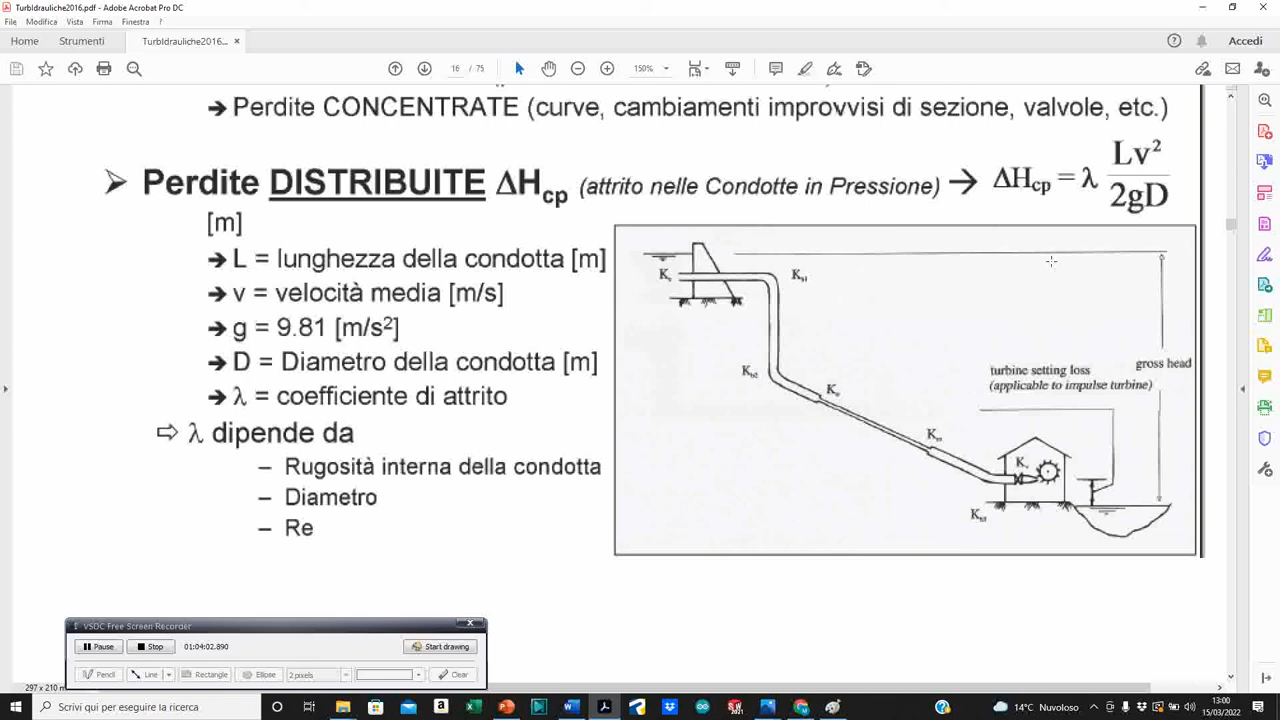 TurbIdrauliche2016.pdf - Adobe Acrobat Pro DC
File Modifica Vista Firma Finestra ?
Home Strumenti TurbIdrauliche2016... × Accedi
16 / 75 150%
➔ Perdite CONCENTRATE (curve, cambiamenti improvvisi di sezione, valvole, etc.)
➢ Perdite DISTRIBUITE ΔHcp (attrito nelle Condotte in Pressione) → ΔHcp = λ Lv²/2gD
[m]
➔ L = lunghezza della condotta [m]
➔ v = velocità media [m/s]
➔ g = 9.81 [m/s²]
➔ D = Diametro della condotta [m]
➔ λ = coefficiente di attrito
⇨ λ dipende da
– Rugosità interna della condotta
– Diametro
– Re
Kb1
Kb2
gross head
turbine setting loss
(applicable to impulse turbine)
Kb3
VSDC Free Screen Recorder
Pause Stop 01:04:02.890 Start drawing
Pencil Line Rectangle Ellipse 2 pixels Clear
297 x 210 m
Scrivi qui per eseguire la ricerca
14°C Nuvoloso
13:00
15/03/2022